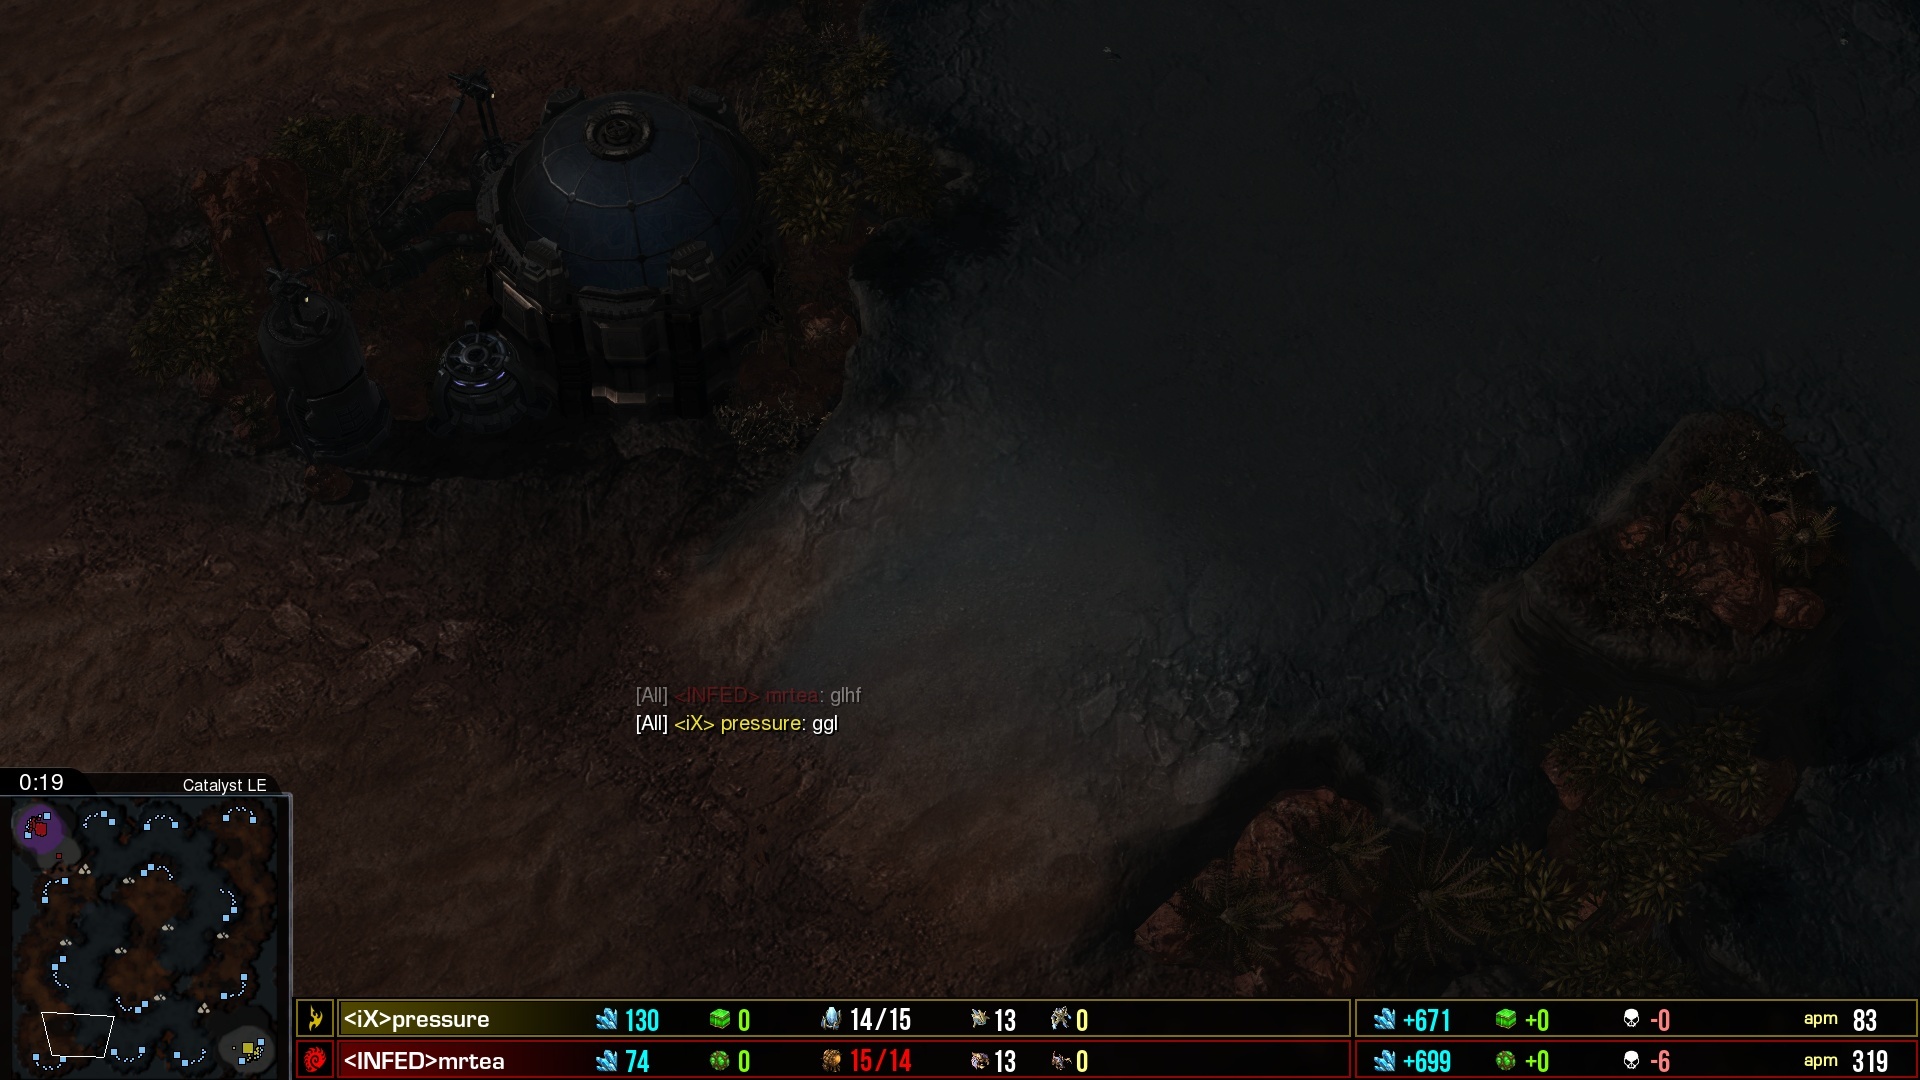 [All] <INFED> mrtea: glhf
[All] <iX> pressure: ggl
0:19 Catalyst LE
<iX>pressure 130 0 14/15 13 0 +671 +0 -0 apm 83
<INFED>mrtea 74 0 15/14 13 0 +699 +0 -6 apm 319